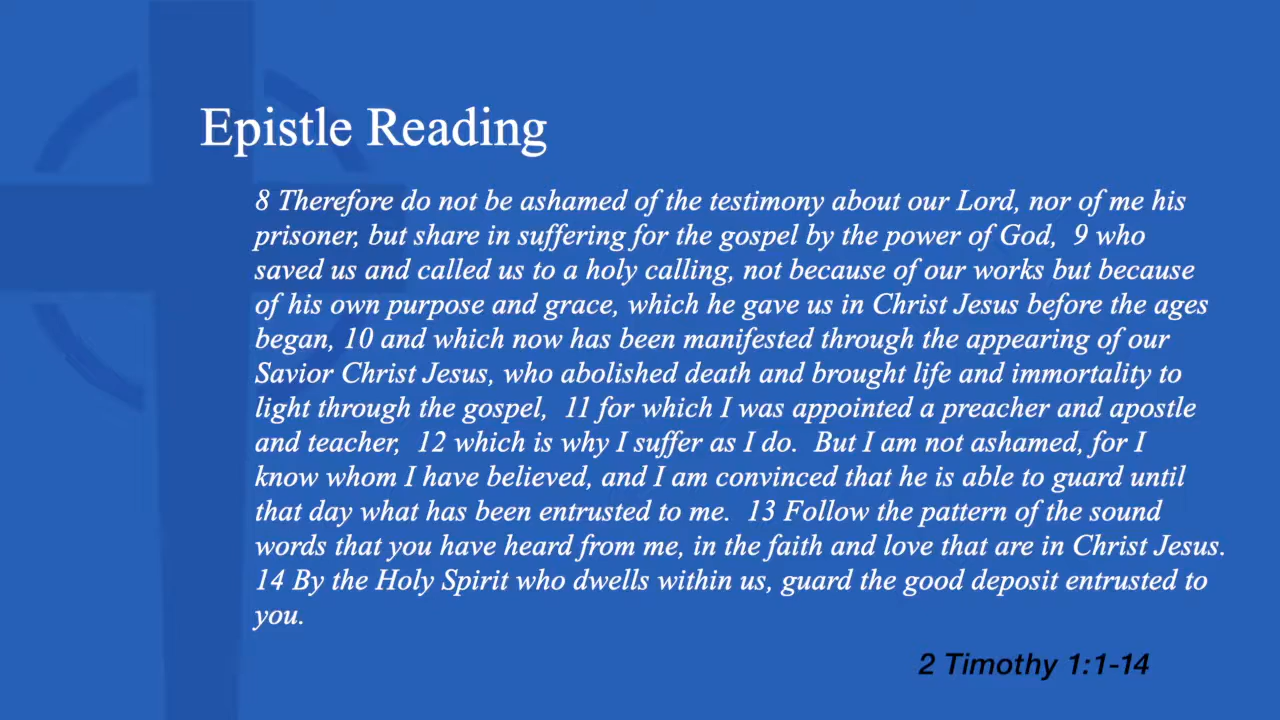 Epistle Reading
8 Therefore do not be ashamed of the testimony about our Lord, nor of me his
prisoner, but share in suffering for the gospel by the power of God,  9 who
saved us and called us to a holy calling, not because of our works but because
of his own purpose and grace, which he gave us in Christ Jesus before the ages
began, 10 and which now has been manifested through the appearing of our
Savior Christ Jesus, who abolished death and brought life and immortality to
light through the gospel,  11 for which I was appointed a preacher and apostle
and teacher,  12 which is why I suffer as I do.  But I am not ashamed, for I
know whom I have believed, and I am convinced that he is able to guard until
that day what has been entrusted to me.  13 Follow the pattern of the sound
words that you have heard from me, in the faith and love that are in Christ Jesus.
14 By the Holy Spirit who dwells within us, guard the good deposit entrusted to
you.
2 Timothy 1:1-14